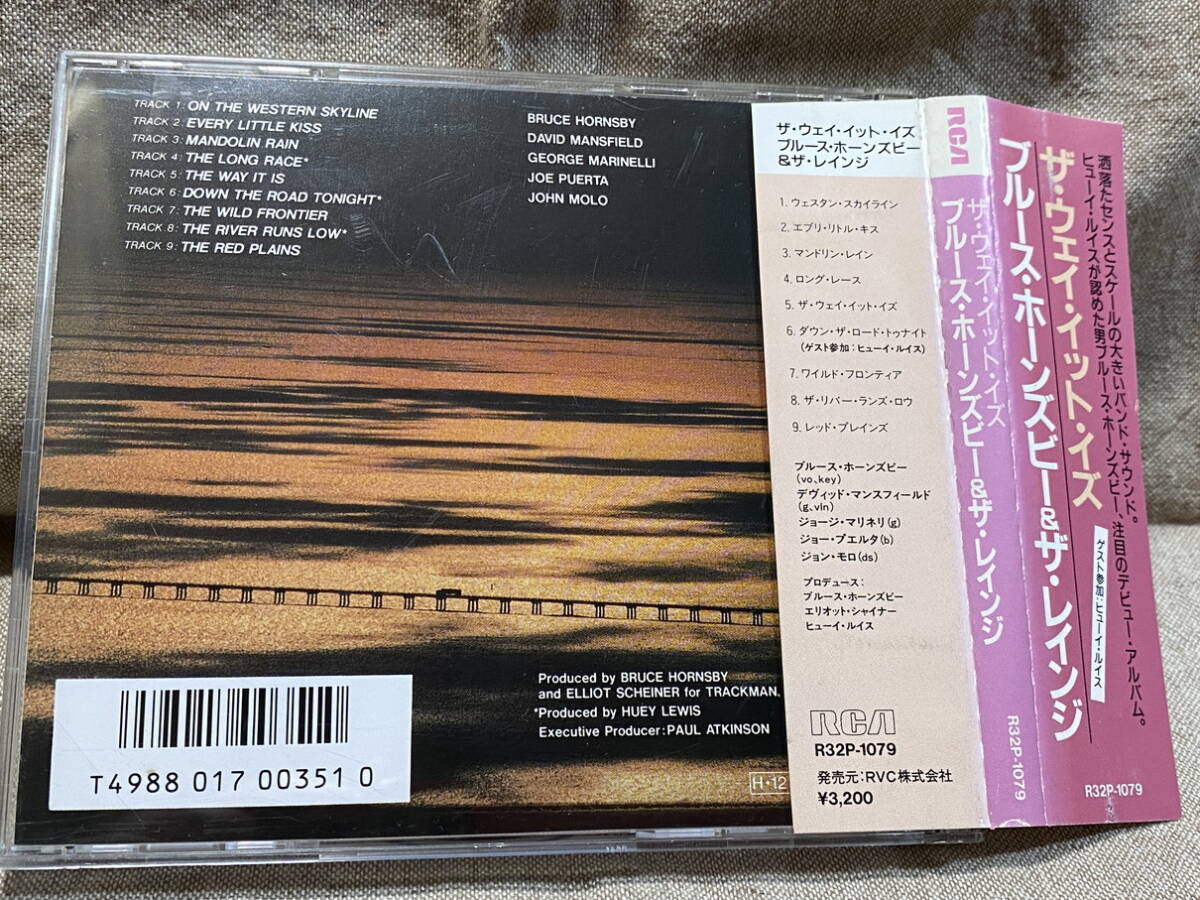 TRACK 1: ON THE WESTERN SKYLINE
TRACK 2: EVERY LITTLE KISS
TRACK 3: MANDOLIN RAIN
TRACK 4: THE LONG RACE*
TRACK 5: THE WAY IT IS
TRACK 6: DOWN THE ROAD TONIGHT*
TRACK 7: THE WILD FRONTIER
TRACK 8: THE RIVER RUNS LOW*
TRACK 9: THE RED PLAINS
BRUCE HORNSBY
DAVID MANSFIELD
GEORGE MARINELLI
JOE PUERTA
JOHN MOLO
Produced by BRUCE HORNSBY
and ELLIOT SCHEINER for TRACKMAN.
*Produced by HUEY LEWIS
Executive Producer: PAUL ATKINSON
T4988 017 00351 0
H・12
ザ・ウェイ・イット・イズ
ブルース・ホーンズビー
&ザ・レインジ
1. ウェスタン・スカイライン
2. エブリ・リトル・キス
3. マンドリン・レイン
4. ロング・レース
5. ザ・ウェイ・イット・イズ
6. ダウン・ザ・ロード・トゥナイト
(ゲスト参加:ヒューイ・ルイス)
7. ワイルド・フロンティア
8. ザ・リバー・ランズ・ロウ
9. レッド・プレインズ
ブルース・ホーンズビー
(vo、key)
デヴィッド・マンスフィールド
(g、vln)
ジョージ・マリネリ(g)
ジョー・プエルタ(b)
ジョン・モロ(ds)
プロデュース:
ブルース・ホーンズビー
エリオット・シャイナー
ヒューイ・ルイス
RCA
R32P-1079
発売元:RVC株式会社
¥3,200
RCA
ザ・ウェイ・イット・イズ
ブルース・ホーンズビー&ザ・レインジ
R32P-1079
洒落たセンスとスケールの大きいバンド・サウンド。
ヒューイ・ルイスが認めた男ブルース・ホーンズビー、注目のデビュー・アルバム。
ザ・ウェイ・イット・イズ
ゲスト参加:ヒューイ・ルイス
ブルース・ホーンズビー&ザ・レインジ
R32P-1079